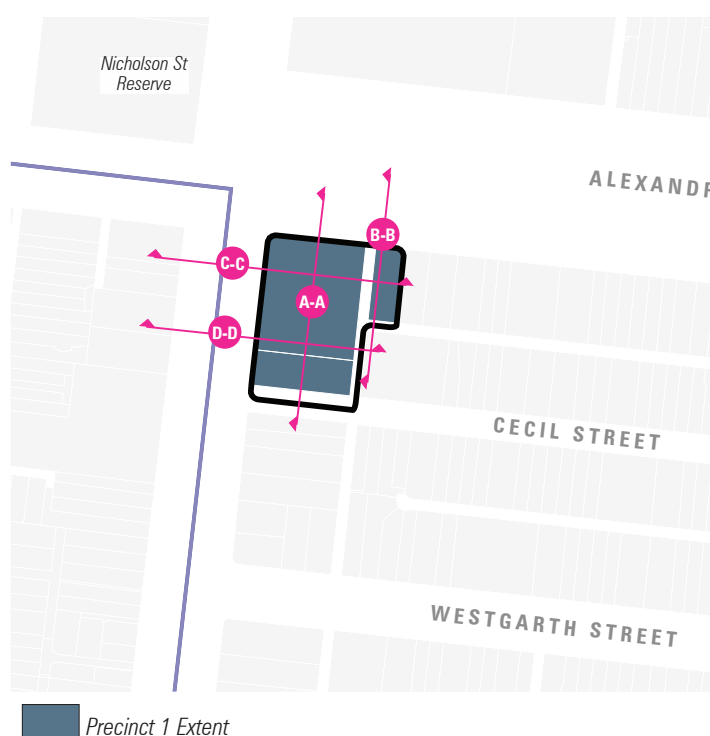 Nicholson St
Reserve
ALEXANDR
B-B
C-C
A-A
D-D
CECIL STREET
WESTGARTH STREET
Precinct 1 Extent